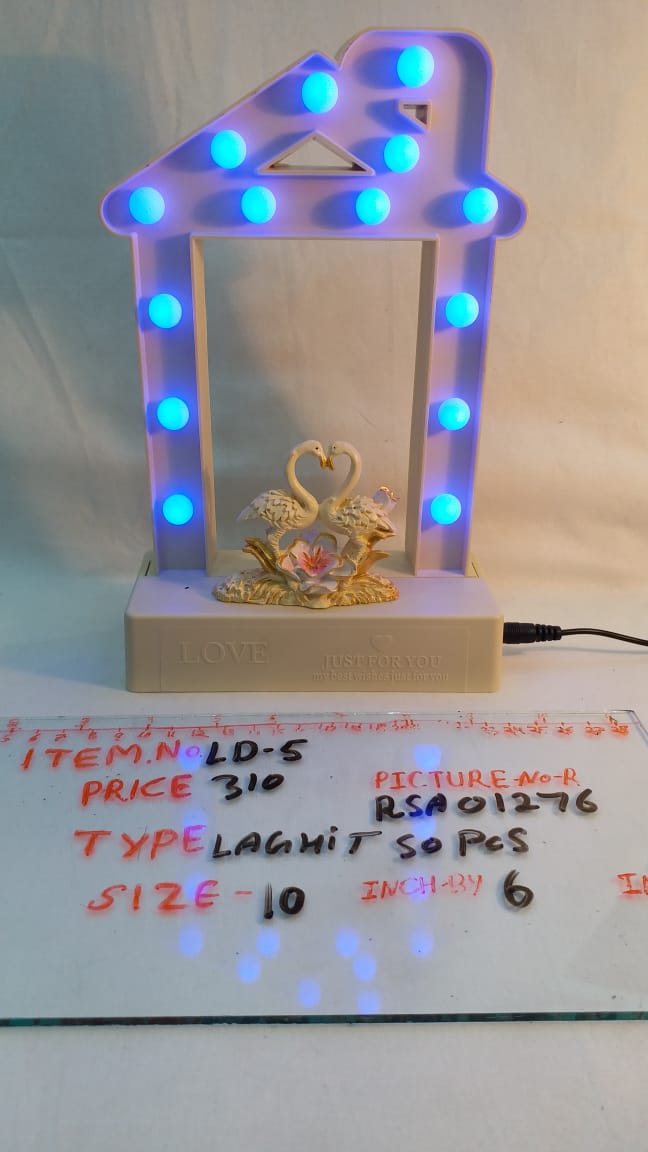 LOVE
JUST FOR YOU
my best wishes just for you
ITEM.No LD-5
PRICE 310
PICTURE-No-R
RSA01276
TYPE LAGHIT 50 PCS
SIZE - 10 INCH-BY 6